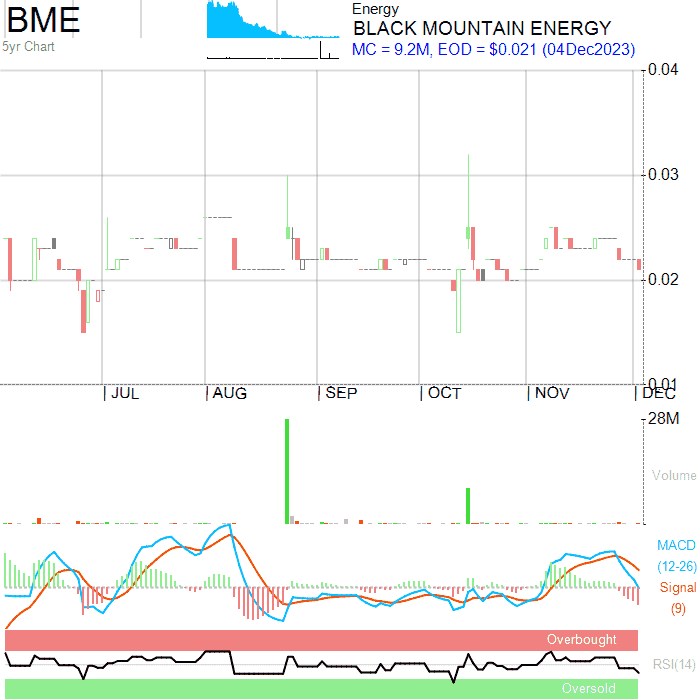 BME
5yr Chart
Energy
BLACK MOUNTAIN ENERGY
MC = 9.2M, EOD = $0.021 (04Dec2023)
0.04
0.03
0.02
0.01
JUL
AUG
SEP
OCT
NOV
DEC
28M
Volume
MACD
(12-26)
Signal
(9)
Overbought
RSI(14)
Oversold